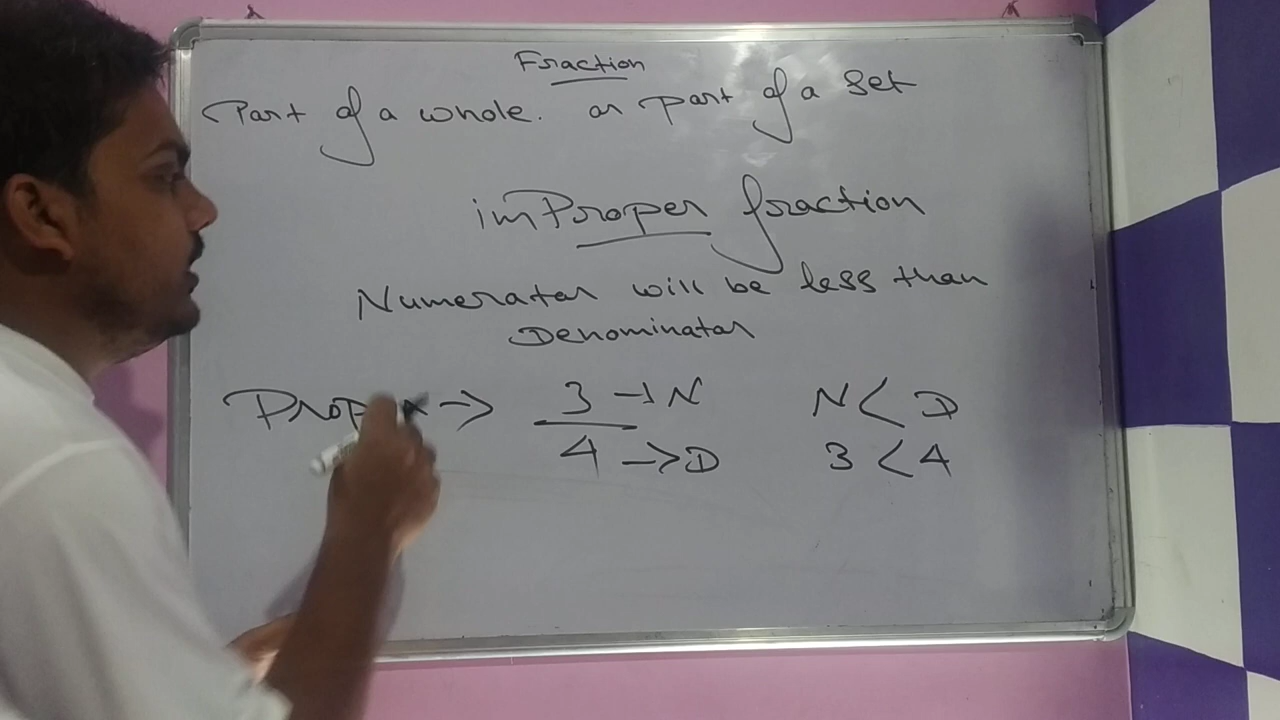 Fraction
Part of a whole. or part of a set
imProper fraction
Numerator will be less than
Denominator
Proper → 3 → N N < D
4 → D 3 < 4